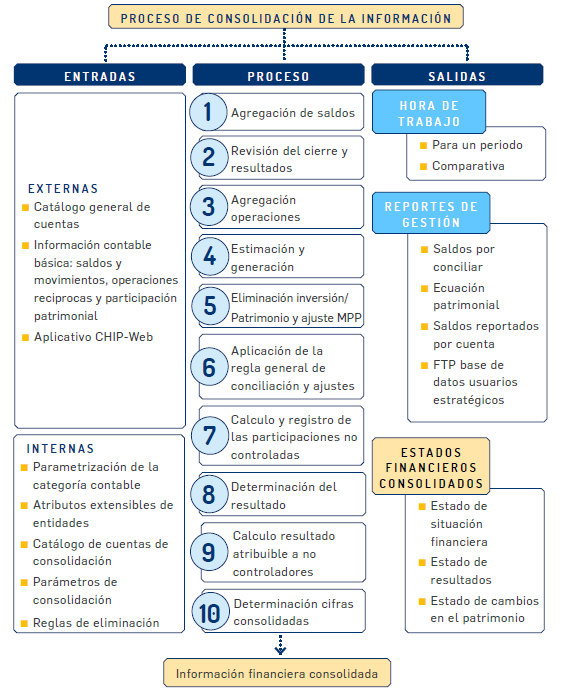 PROCESO DE CONSOLIDACIÓN DE LA INFORMACIÓN
ENTRADAS
EXTERNAS
Catálogo general de
cuentas
Información contable
básica: saldos y
movimientos, operaciones
reciprocas y participación
patrimonial
Aplicativo CHIP-Web
INTERNAS
Parametrización de la
categoría contable
Atributos extensibles de
entidades
Catálogo de cuentas de
consolidación
Parámetros de
consolidación
Reglas de eliminación
PROCESO
1 Agregación de saldos
2 Revisión del cierre y
resultados
3 Agregación
operaciones
4 Estimación y
generación
5 Eliminación inversión/
Patrimonio y ajuste MPP
6 Aplicación de la
regla general de
conciliación y ajustes
7 Calculo y registro de
las participaciones no
controladas
8 Determinación del
resultado
9 Calculo resultado
atribuible a no
controladores
10 Determinación cifras
consolidadas
Información financiera consolidada
SALIDAS
HORA DE
TRABAJO
Para un periodo
Comparativa
REPORTES DE
GESTIÓN
Saldos por
conciliar
Ecuación
patrimonial
Saldos reportados
por cuenta
FTP base de
datos usuarios
estratégicos
ESTADOS
FINANCIEROS
CONSOLIDADOS
Estado de
situación
financiera
Estado de
resultados
Estado de cambios
en el patrimonio